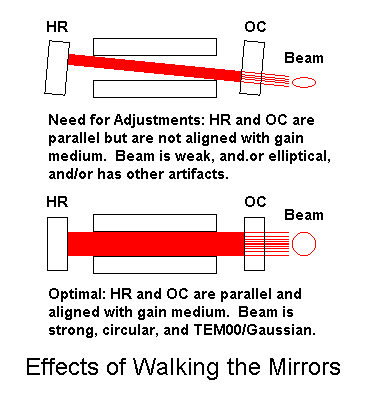 HR OC
Beam
Need for Adjustments: HR and OC are
parallel but are not aligned with gain
medium. Beam is weak, and.or elliptical,
and/or has other artifacts.
HR OC
Beam
Optimal: HR and OC are parallel and
aligned with gain medium. Beam is
strong, circular, and TEM00/Gaussian.
Effects of Walking the Mirrors